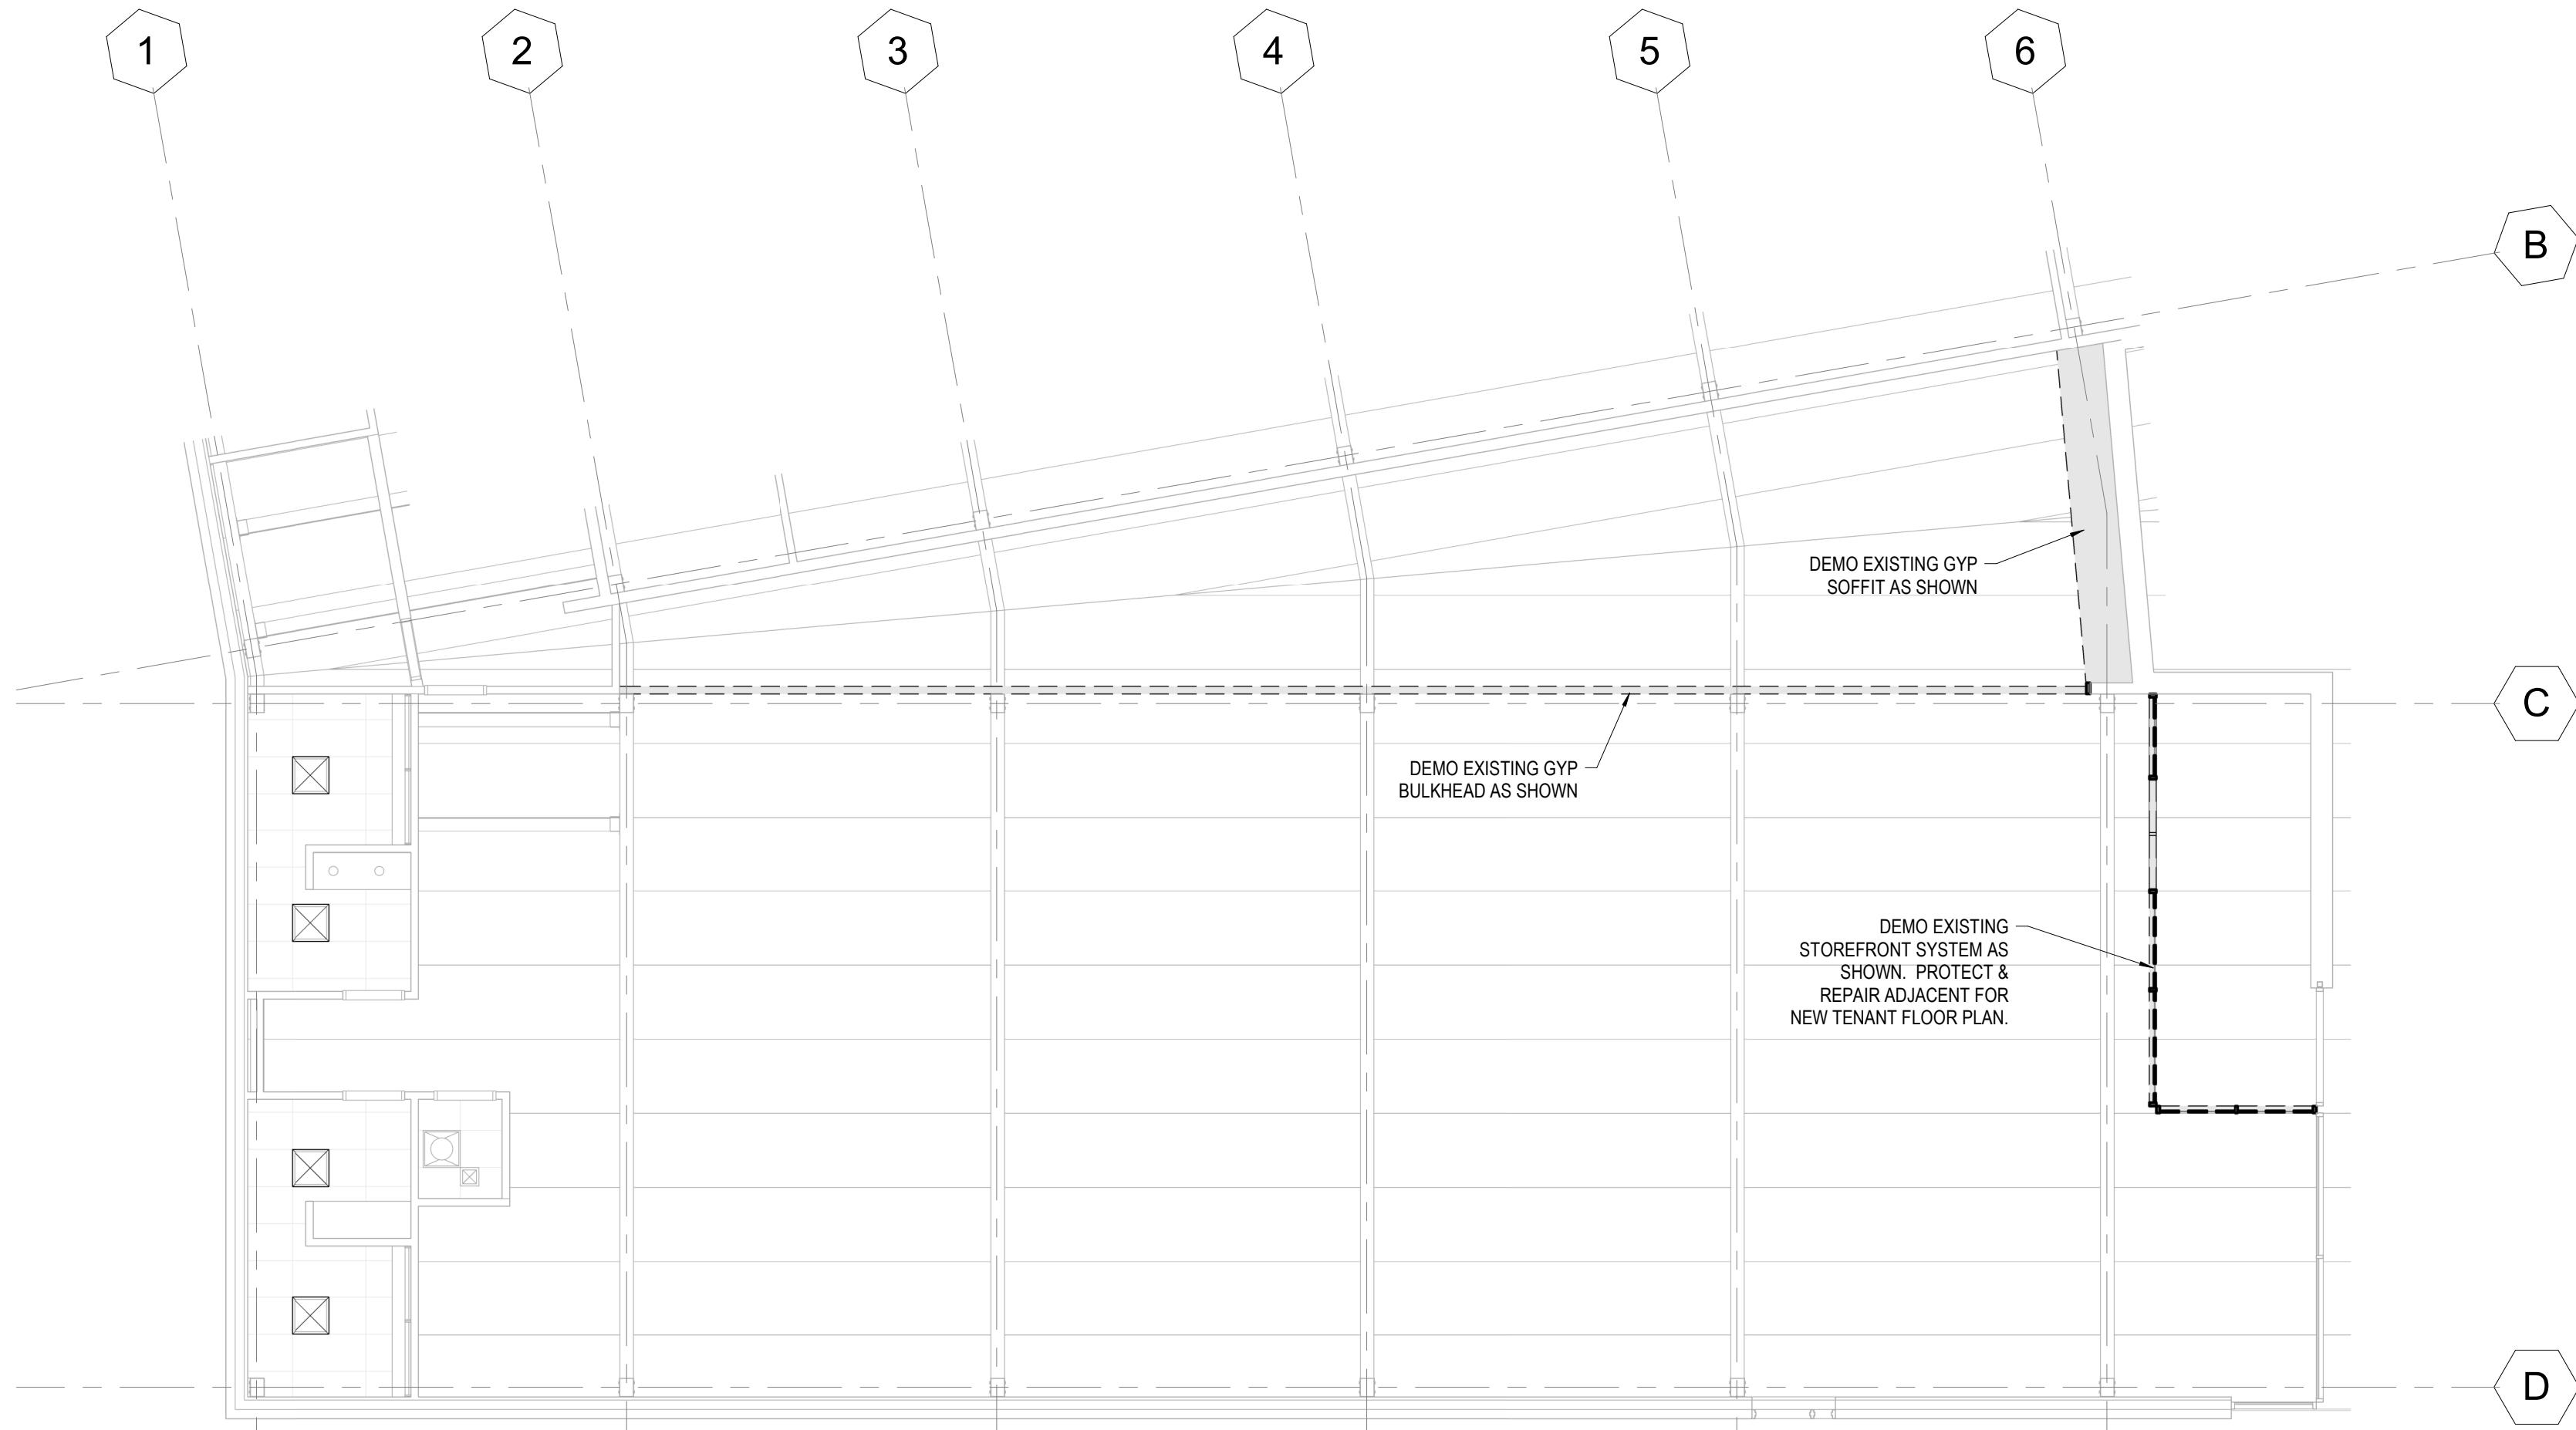 1
2
3
4
5
6
B
DEMO EXISTING GYP
SOFFIT AS SHOWN
C
DEMO EXISTING GYP
BULKHEAD AS SHOWN
DEMO EXISTING
STOREFRONT SYSTEM AS
SHOWN. PROTECT &
REPAIR ADJACENT FOR
NEW TENANT FLOOR PLAN.
D